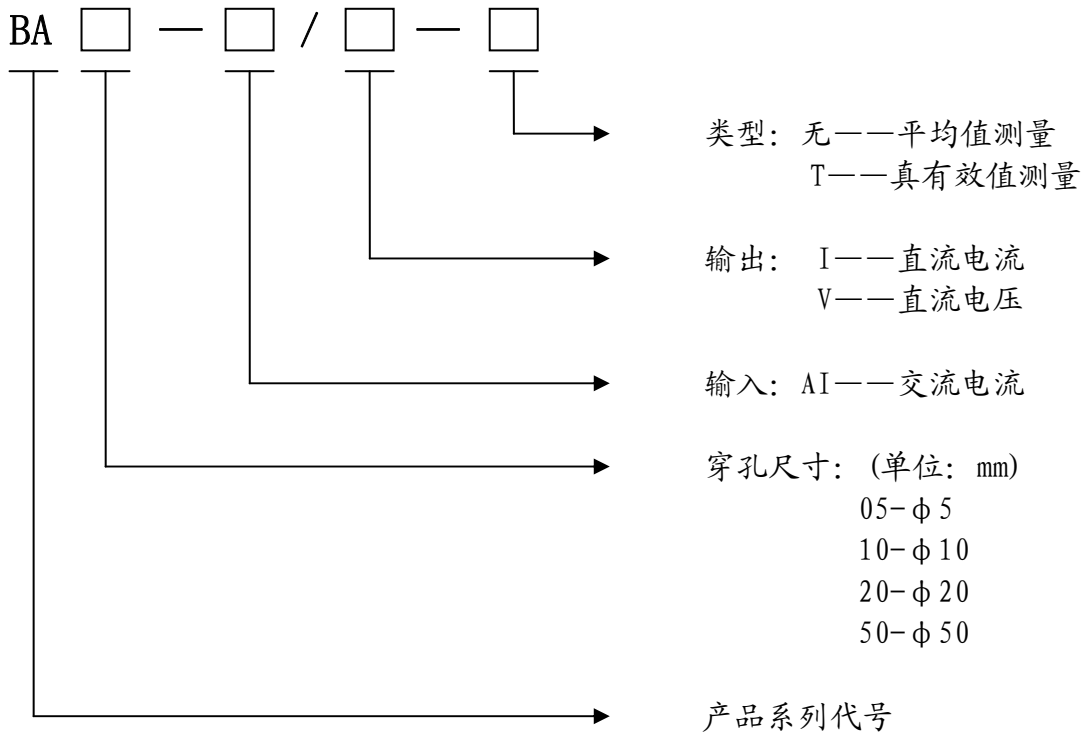 BA □ — □ / □ — □
类型: 无——平均值测量
T——真有效值测量
输出: I——直流电流
V——直流电压
输入: AI——交流电流
穿孔尺寸: (单位: mm)
05-φ5
10-φ10
20-φ20
50-φ50
产品系列代号